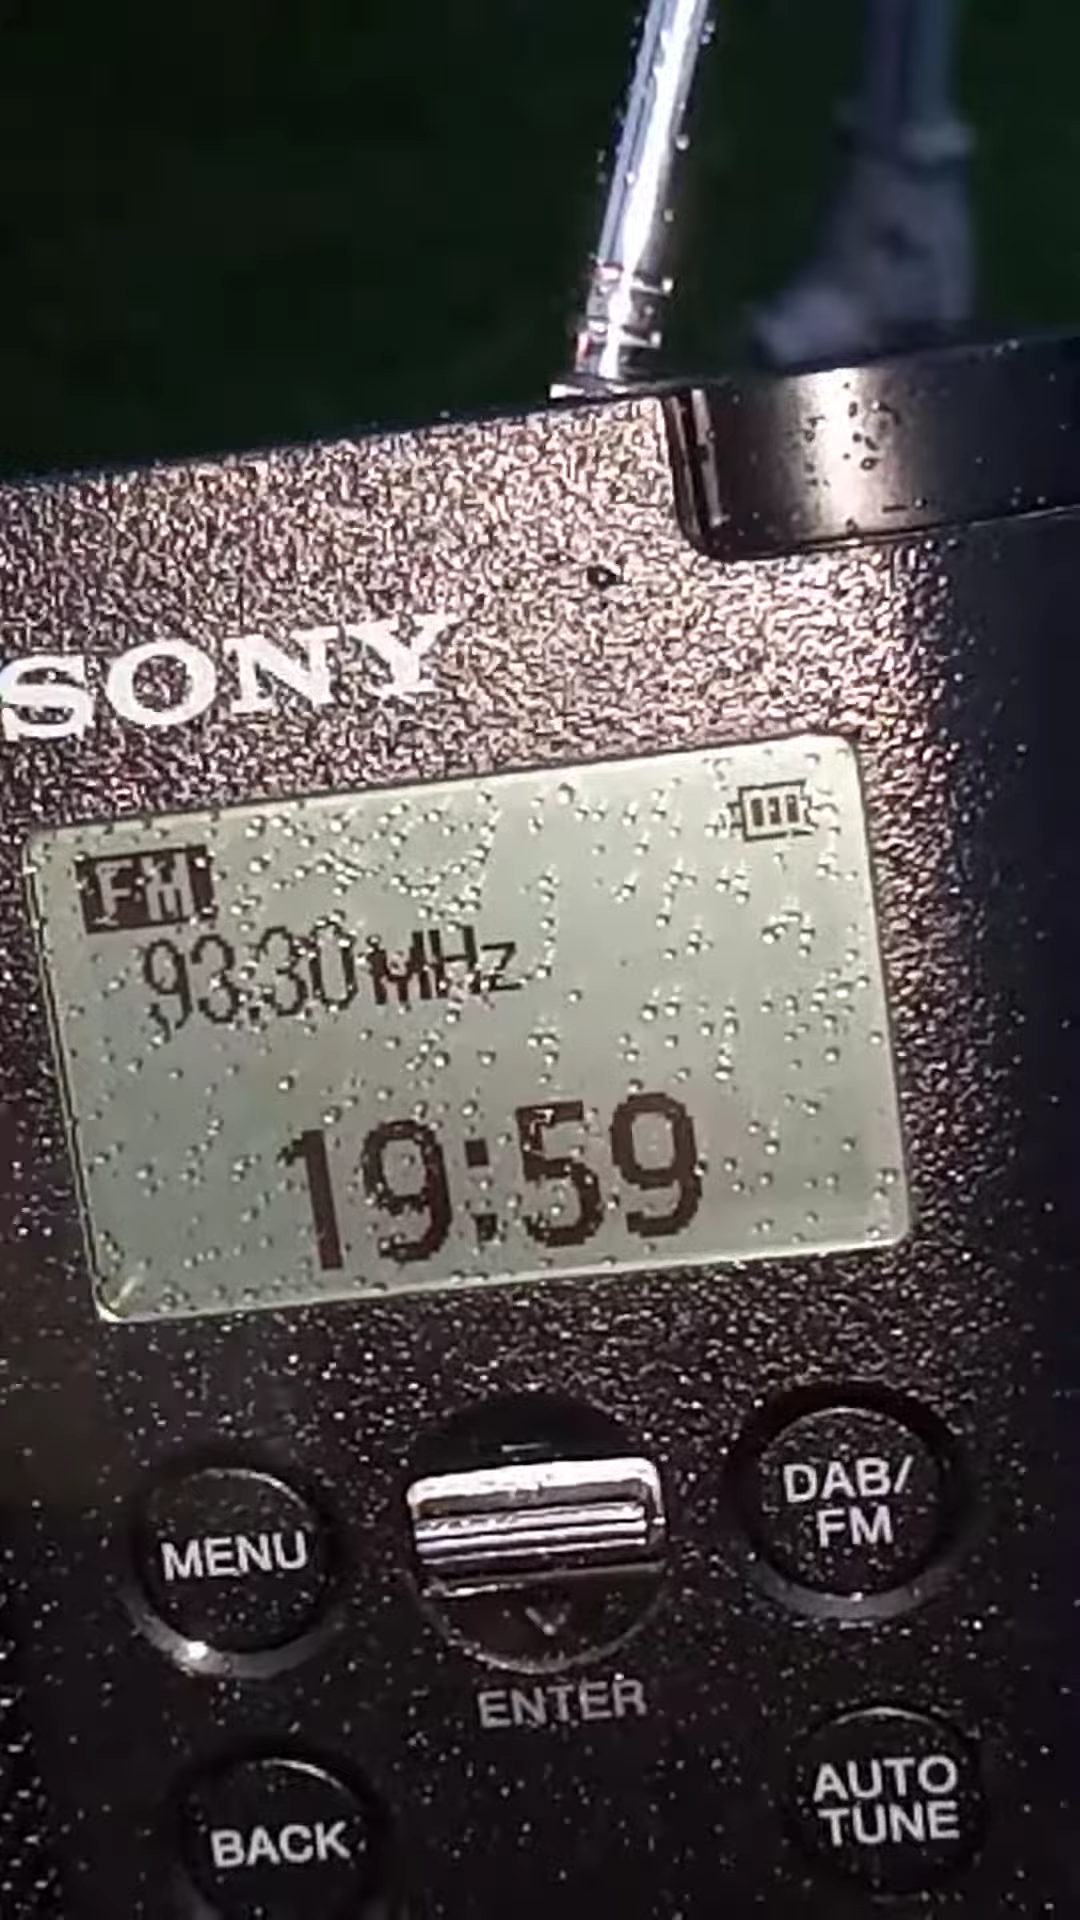 SONY
FM
93.30 MHz
19:59
MENU
DAB/
FM
ENTER
BACK
AUTO
TUNE